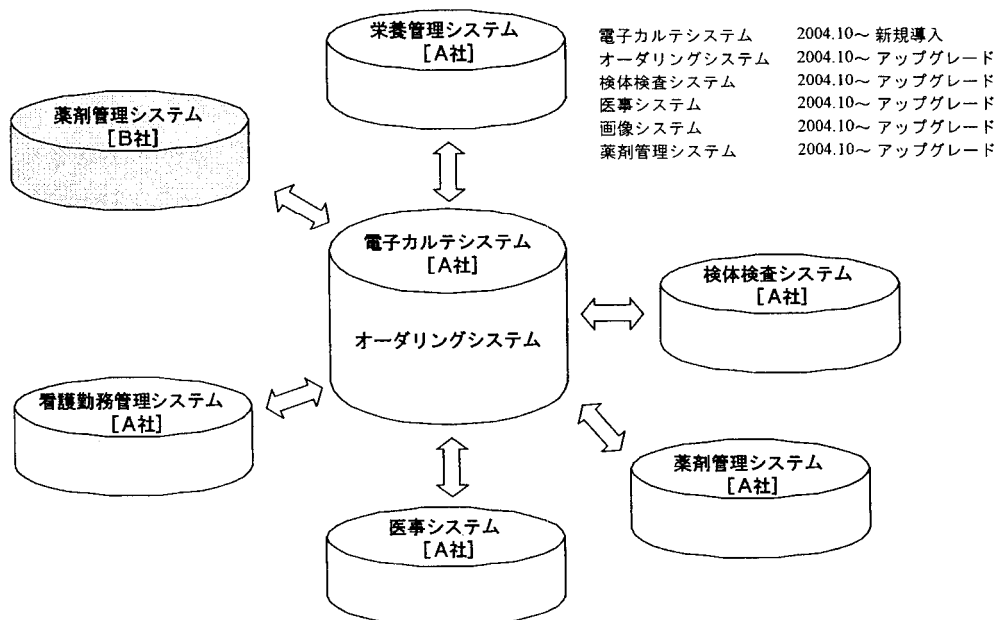 栄養管理システム
[A社]
電子カルテシステム 2004.10~ 新規導入
オーダリングシステム 2004.10~ アップグレード
検体検査システム 2004.10~ アップグレード
医事システム 2004.10~ アップグレード
画像システム 2004.10~ アップグレード
薬剤管理システム 2004.10~ アップグレード
薬剤管理システム
[B社]
電子カルテシステム
[A社]
オーダリングシステム
検体検査システム
[A社]
看護勤務管理システム
[A社]
薬剤管理システム
[A社]
医事システム
[A社]